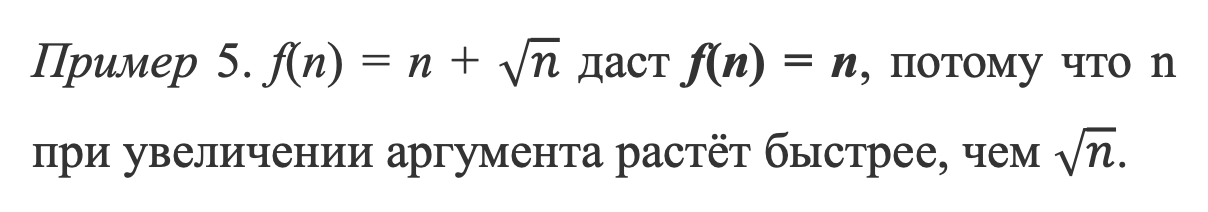 Пример 5. f(n) = n + √n даст f(n) = n, потому что n
при увеличении аргумента растёт быстрее, чем √n.